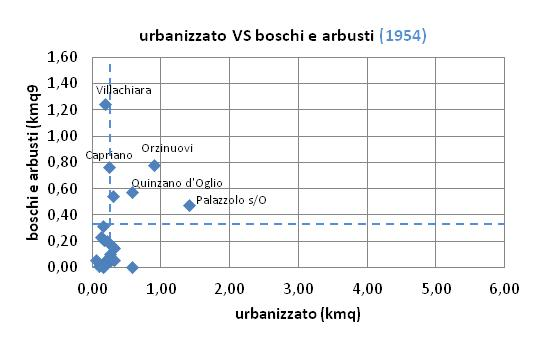 urbanizzato VS boschi e arbusti (1954)
boschi e arbusti (kmq9
1,60
1,40
1,20
1,00
0,80
0,60
0,40
0,20
0,00
Villachiara
Capriano
Orzinuovi
Quinzano d'Oglio
Palazzolo s/O
0,00 1,00 2,00 3,00 4,00 5,00 6,00
urbanizzato (kmq)